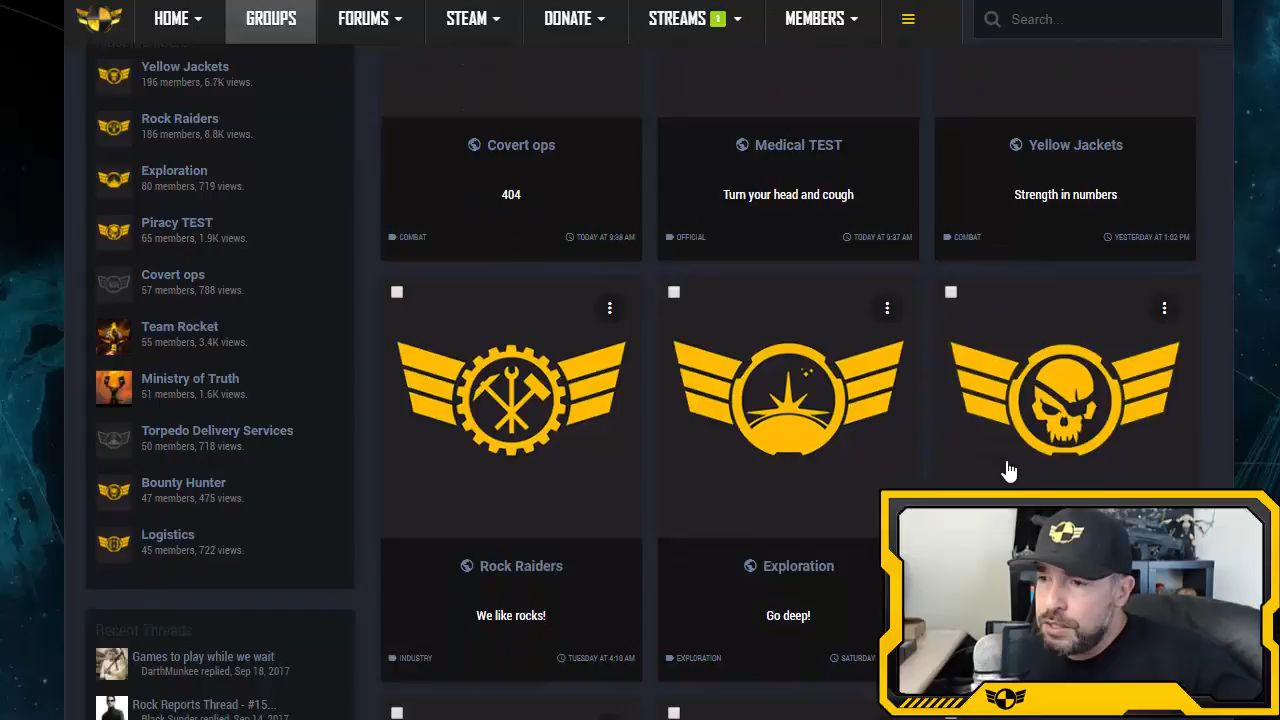 HOME
GROUPS
FORUMS
STEAM
DONATE
STREAMS 1
MEMBERS
Search...
Yellow Jackets
196 members, 6.7K views.
Rock Raiders
186 members, 8.8K views.
Exploration
80 members, 719 views.
Piracy TEST
65 members, 1.9K views.
Covert ops
57 members, 788 views.
Team Rocket
55 members, 3.4K views.
Ministry of Truth
51 members, 1.6K views.
Torpedo Delivery Services
50 members, 718 views.
Bounty Hunter
47 members, 475 views.
Logistics
45 members, 722 views.
Recent Threads
Games to play while we wait
DarthMunkee replied, Sep 18, 2017
Rock Reports Thread - #15...
Black Sunder replied, Sep 14, 2017
Covert ops
404
COMBAT
TODAY AT 9:38 AM
Medical TEST
Turn your head and cough
OFFICIAL
TODAY AT 9:37 AM
Yellow Jackets
Strength in numbers
COMBAT
YESTERDAY AT 1:02 PM
Rock Raiders
We like rocks!
INDUSTRY
TUESDAY AT 4:10 AM
Exploration
Go deep!
EXPLORATION
SATURDAY